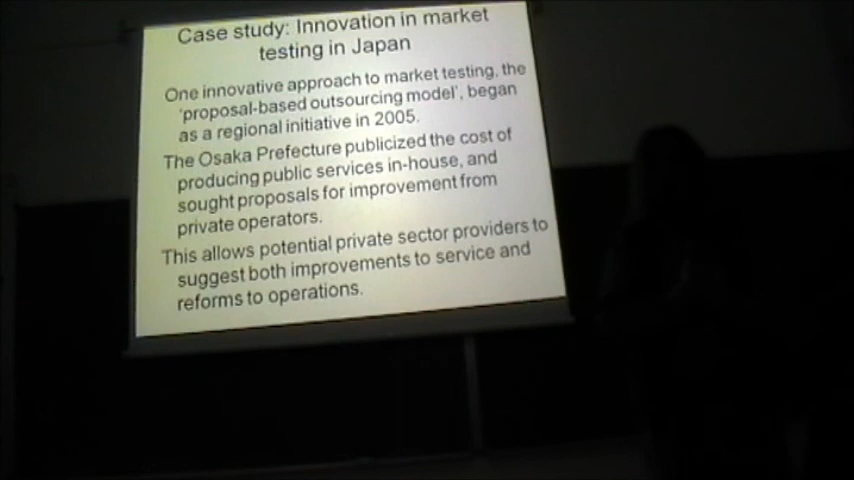 Case study: Innovation in market
testing in Japan
One innovative approach to market testing, the
'proposal-based outsourcing model', began
as a regional initiative in 2005.
The Osaka Prefecture publicized the cost of
producing public services in-house, and
sought proposals for improvement from
private operators.
This allows potential private sector providers to
suggest both improvements to service and
reforms to operations.